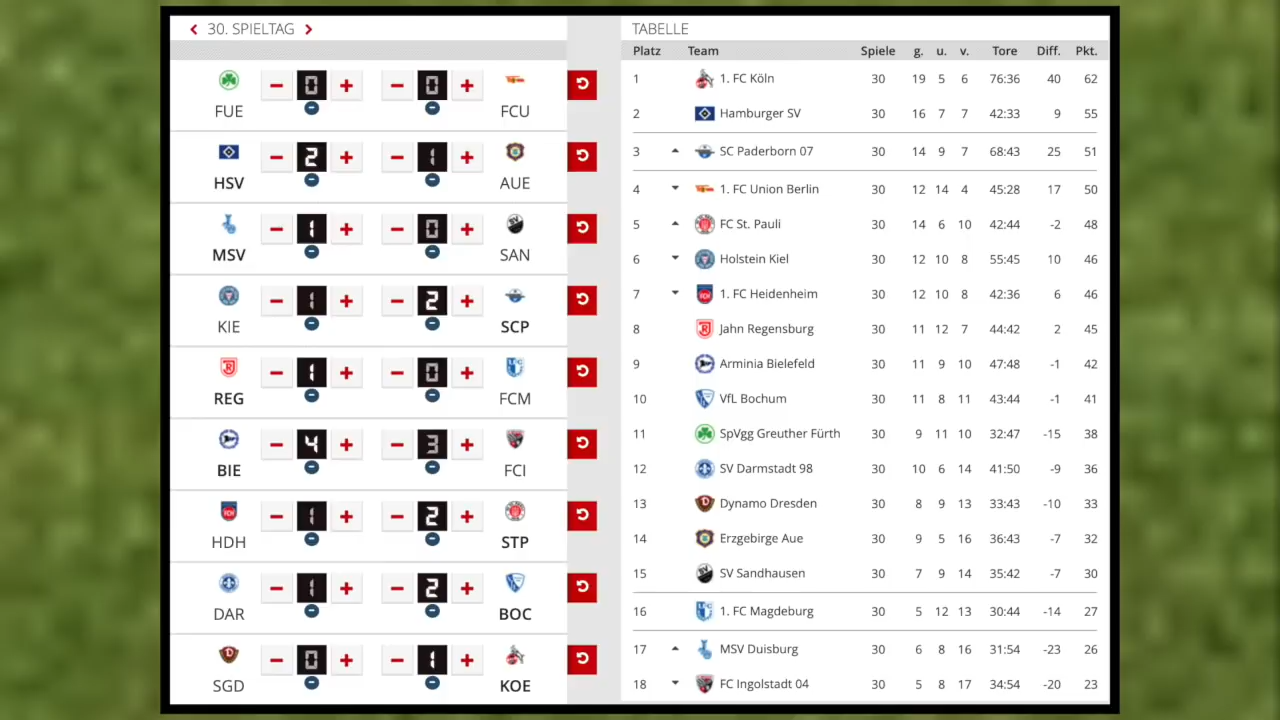 30. SPIELTAG
FUE 0 0 FCU
HSV 2 1 AUE
MSV 1 0 SAN
KIE 1 2 SCP
REG 1 0 FCM
BIE 4 3 FCI
HDH 1 2 STP
DAR 1 2 BOC
SGD 0 1 KOE
TABELLE
Platz Team Spiele g. u. v. Tore Diff. Pkt.
1 1. FC Köln 30 19 5 6 76:36 40 62
2 Hamburger SV 30 16 7 7 42:33 9 55
3 SC Paderborn 07 30 14 9 7 68:43 25 51
4 1. FC Union Berlin 30 12 14 4 45:28 17 50
5 FC St. Pauli 30 14 6 10 42:44 -2 48
6 Holstein Kiel 30 12 10 8 55:45 10 46
7 1. FC Heidenheim 30 12 10 8 42:36 6 46
8 Jahn Regensburg 30 11 12 7 44:42 2 45
9 Arminia Bielefeld 30 11 9 10 47:48 -1 42
10 VfL Bochum 30 11 8 11 43:44 -1 41
11 SpVgg Greuther Fürth 30 9 11 10 32:47 -15 38
12 SV Darmstadt 98 30 10 6 14 41:50 -9 36
13 Dynamo Dresden 30 8 9 13 33:43 -10 33
14 Erzgebirge Aue 30 9 5 16 36:43 -7 32
15 SV Sandhausen 30 7 9 14 35:42 -7 30
16 1. FC Magdeburg 30 5 12 13 30:44 -14 27
17 MSV Duisburg 30 6 8 16 31:54 -23 26
18 FC Ingolstadt 04 30 5 8 17 34:54 -20 23